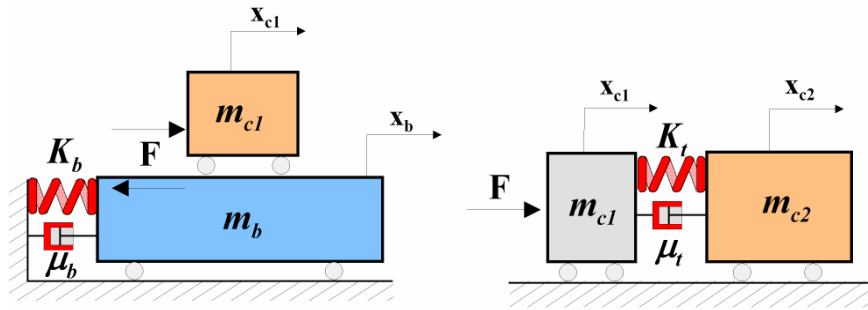 x_c1
m_c1
F
x_b
K_b
m_b
μ_b
x_c1
x_c2
K_t
F
m_c1
m_c2
μ_t